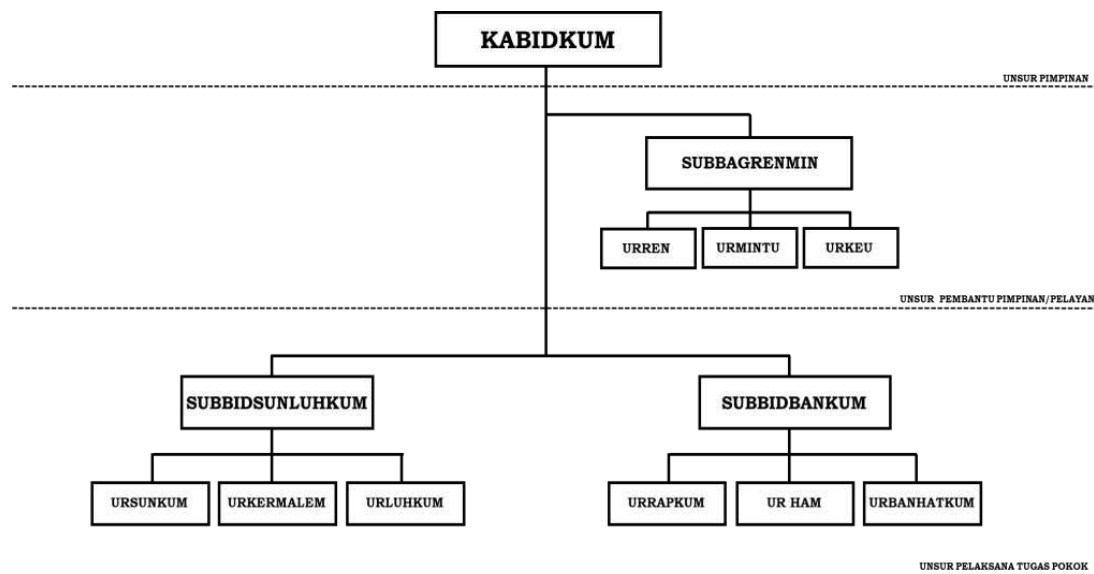 KABIDKUM
UNSUR PIMPINAN
SUBBAGRENMIN
URREN
URMINTU
URKEU
UNSUR PEMBANTU PIMPINAN/PELAYAN
SUBBIDSUNLUHKUM
SUBBIDBANKUM
URSUNKUM
URKERMALEM
URLUHKUM
URRAPKUM
UR HAM
URBANHATKUM
UNSUR PELAKSANA TUGAS POKOK